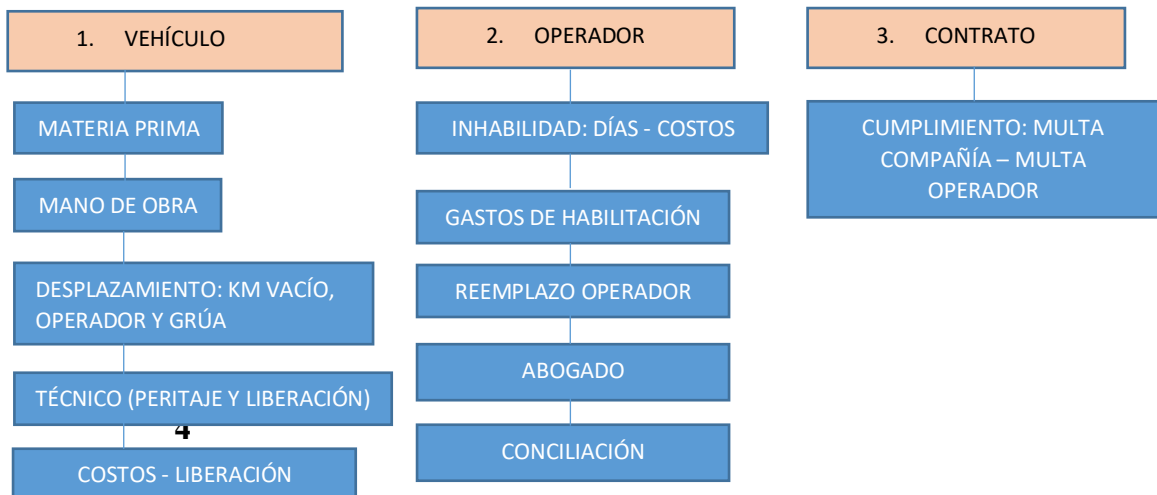 1. VEHÍCULO
MATERIA PRIMA
MANO DE OBRA
DESPLAZAMIENTO: KM VACÍO,
OPERADOR Y GRÚA
TÉCNICO (PERITAJE Y LIBERACIÓN)
4
COSTOS - LIBERACIÓN
2. OPERADOR
INHABILIDAD: DÍAS - COSTOS
GASTOS DE HABILITACIÓN
REEMPLAZO OPERADOR
ABOGADO
CONCILIACIÓN
3. CONTRATO
CUMPLIMIENTO: MULTA
COMPAÑÍA – MULTA
OPERADOR